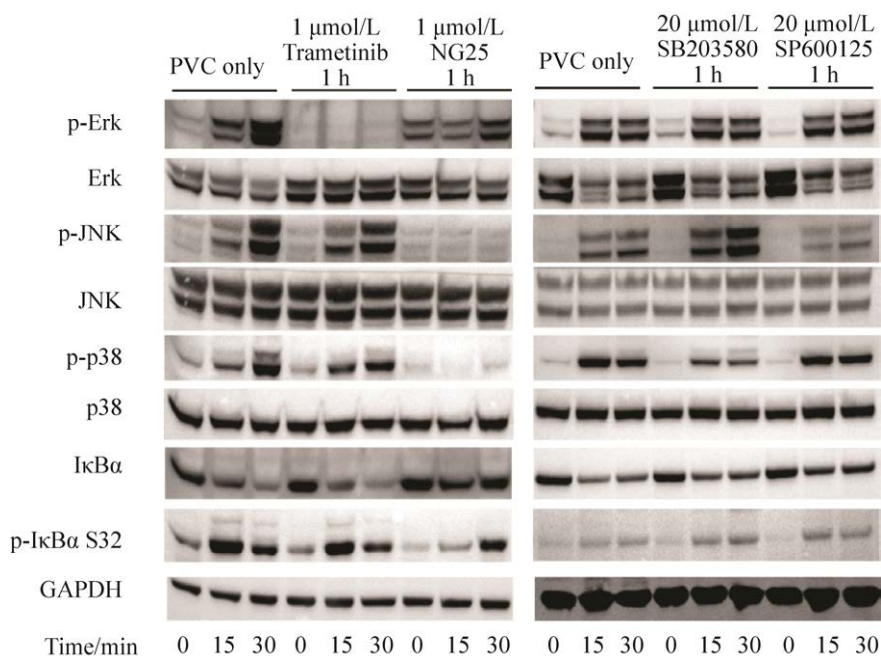 1 μmol/L 1 μmol/L 20 μmol/L 20 μmol/L
PVC only Trametinib NG25 PVC only SB203580 SP600125
1 h 1 h 1 h 1 h
p-Erk
Erk
p-JNK
JNK
p-p38
p38
IκBα
p-IκBα S32
GAPDH
Time/min 0 15 30 0 15 30 0 15 30 0 15 30 0 15 30 0 15 30